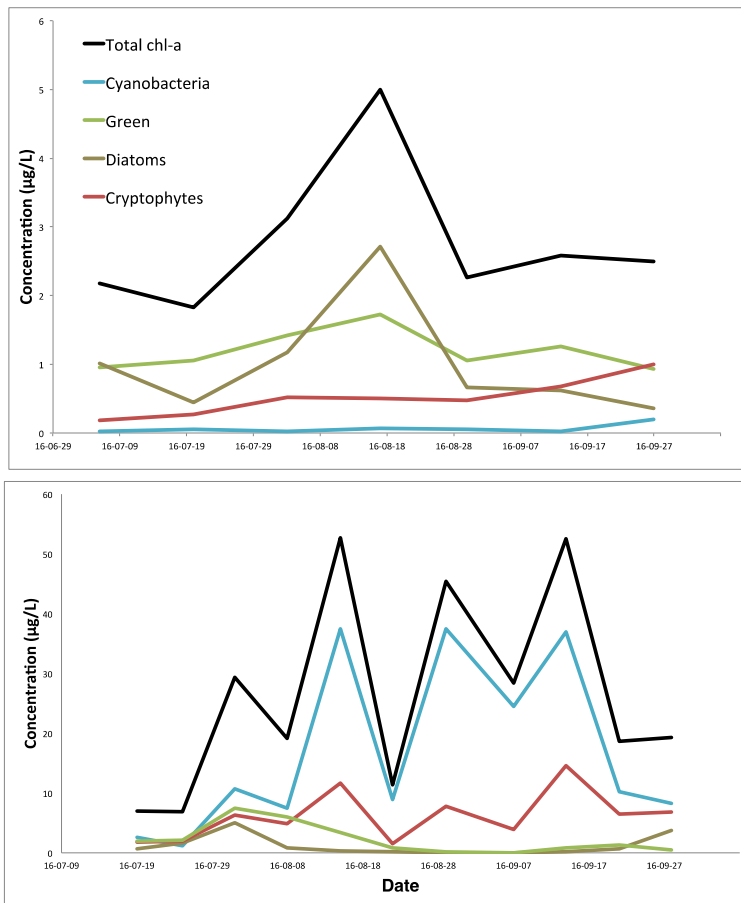 6
Total chl-a
Cyanobacteria
5
Green
Diatoms
4
Cryptophytes
3
Concentration (µg/L)
2
1
0
16-06-29 16-07-09 16-07-19 16-07-29 16-08-08 16-08-18 16-08-28 16-09-07 16-09-17 16-09-27
60
50
40
30
Concentration (µg/L)
20
10
0
16-07-09 16-07-19 16-07-29 16-08-08 16-08-18 16-08-28 16-09-07 16-09-17 16-09-27
Date